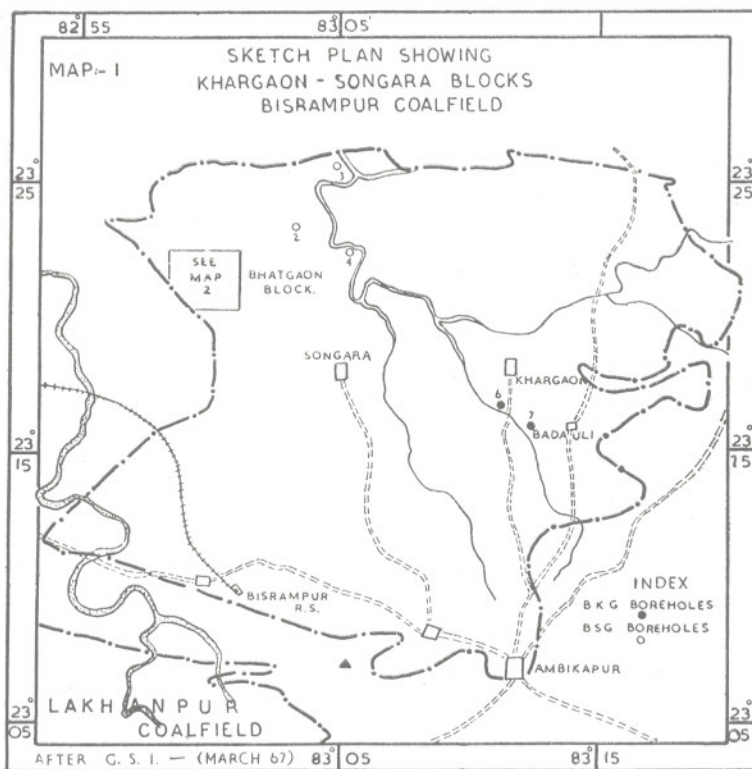 82° 55
83° 05'
MAP:- I
SKETCH PLAN SHOWING
KHARGAON - SONGARA BLOCKS
BISRAMPUR COALFIELD
23° 25
23° 25
3
2
4
SEE
MAP
2
BHATGAON
BLOCK.
SONGARA
KHARGAON
6
7
BADAULI
23° 15
23° 15
INDEX
BKG BOREHOLES
BSG BOREHOLES
BISRAMPUR
R.S.
AMBIKAPUR
LAKHANPUR
COALFIELD
23° 05
23° 05
AFTER G. S. I. — (MARCH 67)
83° 05
83° 15